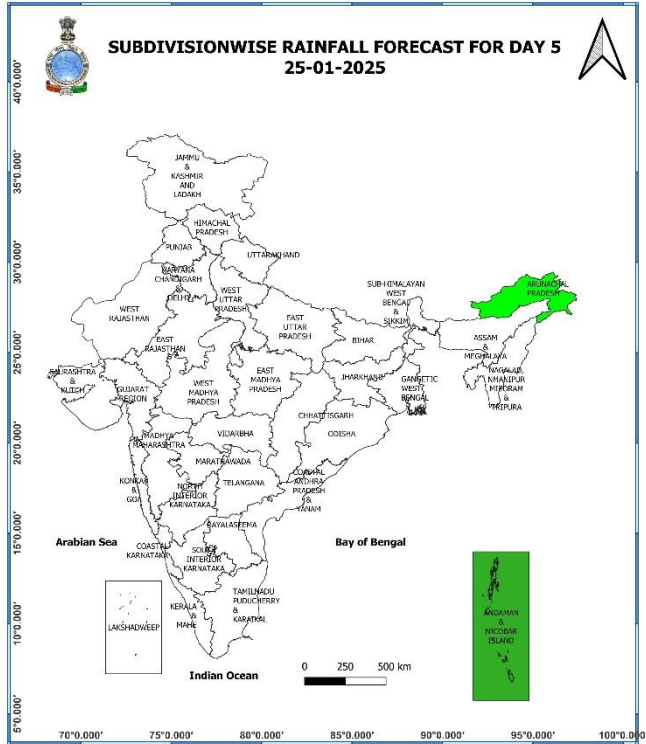 SUBDIVISIONWISE RAINFALL FORECAST FOR DAY 5
25-01-2025
40°0.000'
35°0.000'
30°0.000'
25°0.000'
20°0.000'
15°0.000'
10°0.000'
5°0.000'
JAMMU
&
KASHMIR
AND
LADAKH
HIMACHAL
PRADESH
PUNJAB
UTTARAKHAND
HARYANA
CHANDIGARH
&
DELHI
WEST
UTTAR
PRADESH
SUB-HIMALAYAN
WEST
BENGAL
&
SIKKIM
ARUNACHAL
PRADESH
WEST
RAJASTHAN
EAST
RAJASTHAN
EAST
UTTAR
PRADESH
BIHAR
ASSAM
&
MEGHALAYA
SAURASHTRA
&
KUTCH
GUJARAT
REGION
WEST
MADHYA
PRADESH
EAST
MADHYA
PRADESH
JHARKHAND
GANGETIC
WEST
BENGAL
NAGALAD
NMANIPUR
MIZORAM
&
TRIPURA
CHHATTISGARH
ODISHA
MADHYA
MAHARASHTRA
VIDARBHA
MARATHWADA
KONKAN
&
GOA
NORTH
INTERIOR
KARNATAKA
TELANGANA
COASTAL
ANDHRA
PRADESH
&
YANAM
RAYALASEEMA
Arabian Sea
COASTAL
KARNATAKA
SOUTH
INTERIOR
KARNATAKA
Bay of Bengal
LAKSHADWEEP
KERALA
&
MAHE
TAMILNADU
PUDUCHERRY
&
KARAIKAL
ANDAMAN
&
NICOBAR
ISLAND
Indian Ocean
0 250 500 km
70°0.000' 75°0.000' 80°0.000' 85°0.000' 90°0.000' 95°0.000' 100°0.000'